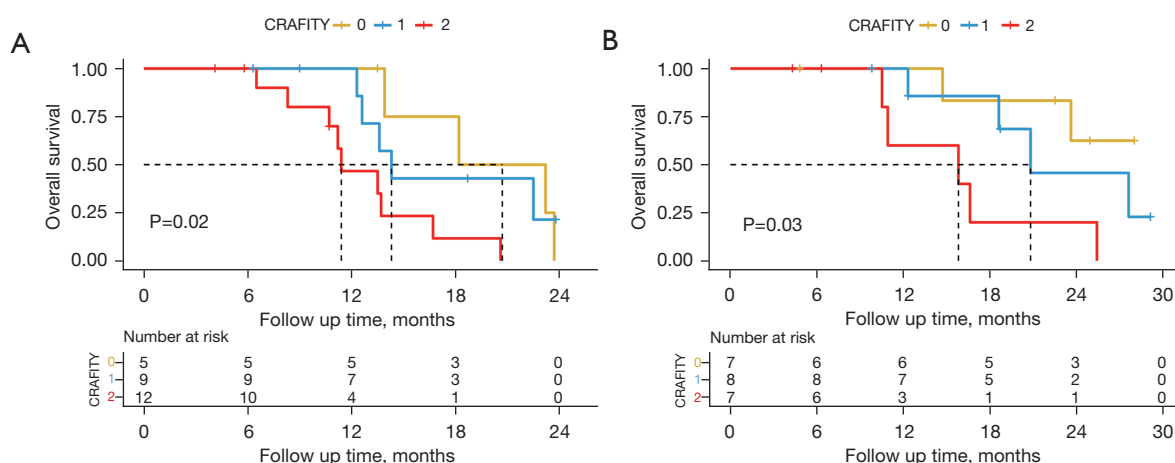 A
CRAFITY 0 1 2
Overall survival
1.00
0.75
0.50
0.25
0.00
P=0.02
0 6 12 18 24
Follow up time, months
Number at risk
CRAFITY
0 5 5 5 3 0
1 9 9 7 3 0
2 12 10 4 1 0
0 6 12 18 24
Follow up time, months
B
CRAFITY 0 1 2
Overall survival
1.00
0.75
0.50
0.25
0.00
P=0.03
0 6 12 18 24 30
Follow up time, months
Number at risk
CRAFITY
0 7 6 6 5 3 0
1 8 8 7 5 2 0
2 7 6 3 1 1 0
0 6 12 18 24 30
Follow up time, months